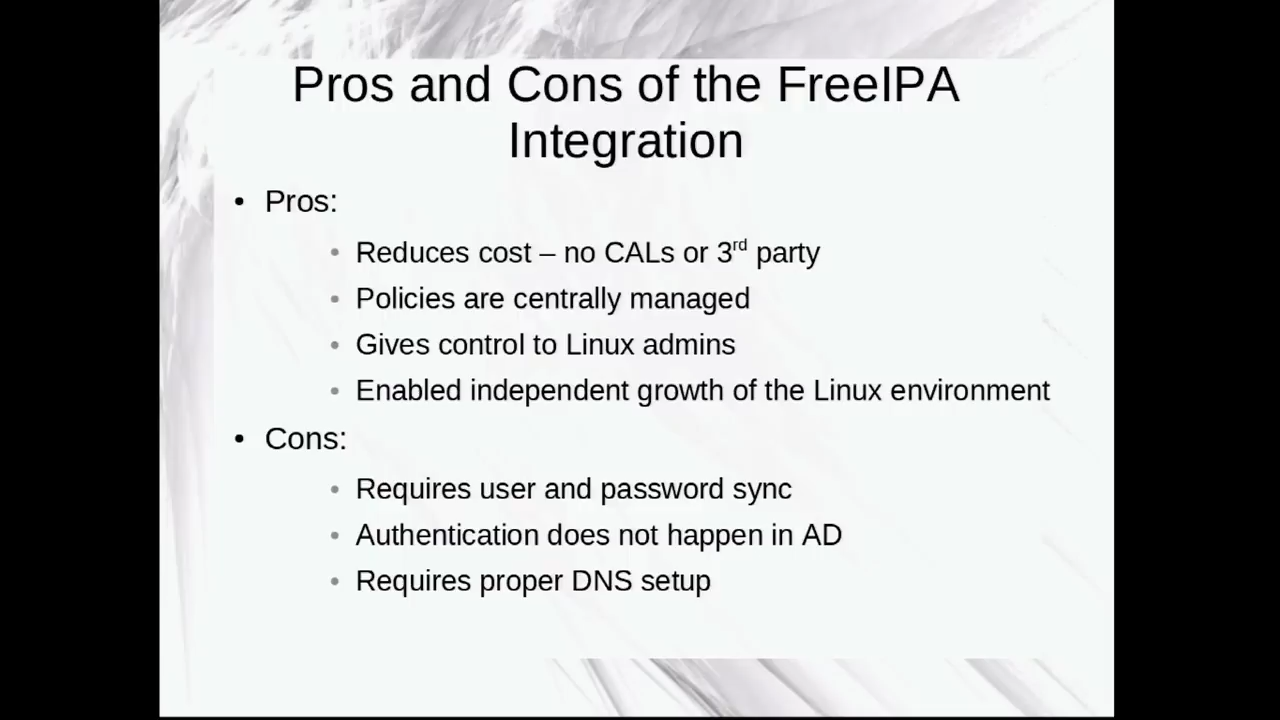 Pros and Cons of the FreeIPA
Integration
• Pros:
• Reduces cost – no CALs or 3rd party
• Policies are centrally managed
• Gives control to Linux admins
• Enabled independent growth of the Linux environment
• Cons:
• Requires user and password sync
• Authentication does not happen in AD
• Requires proper DNS setup